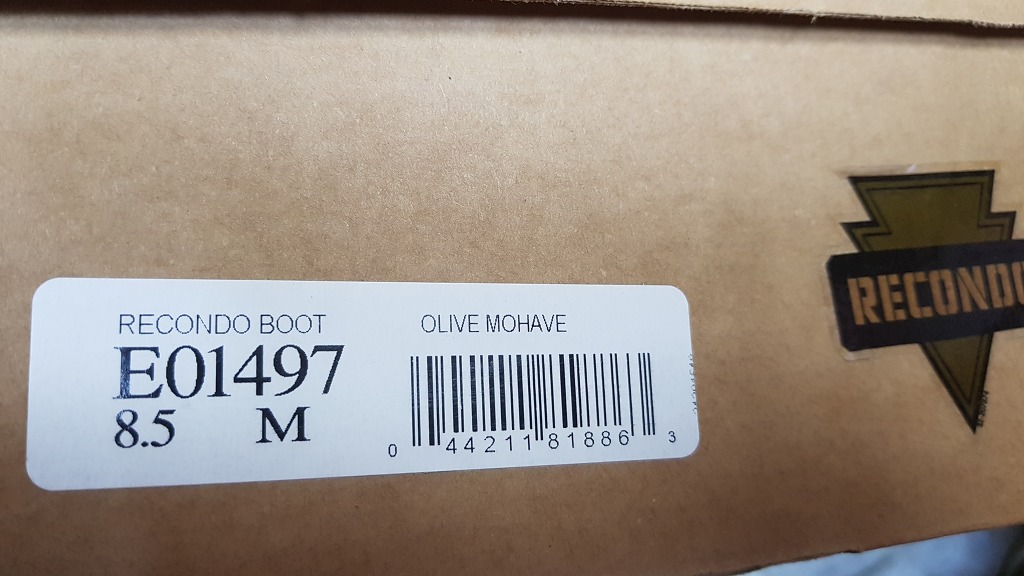 RECONDO BOOT OLIVE MOHAVE
E01497
8.5 M
0 44211 81886 3
RECONDO